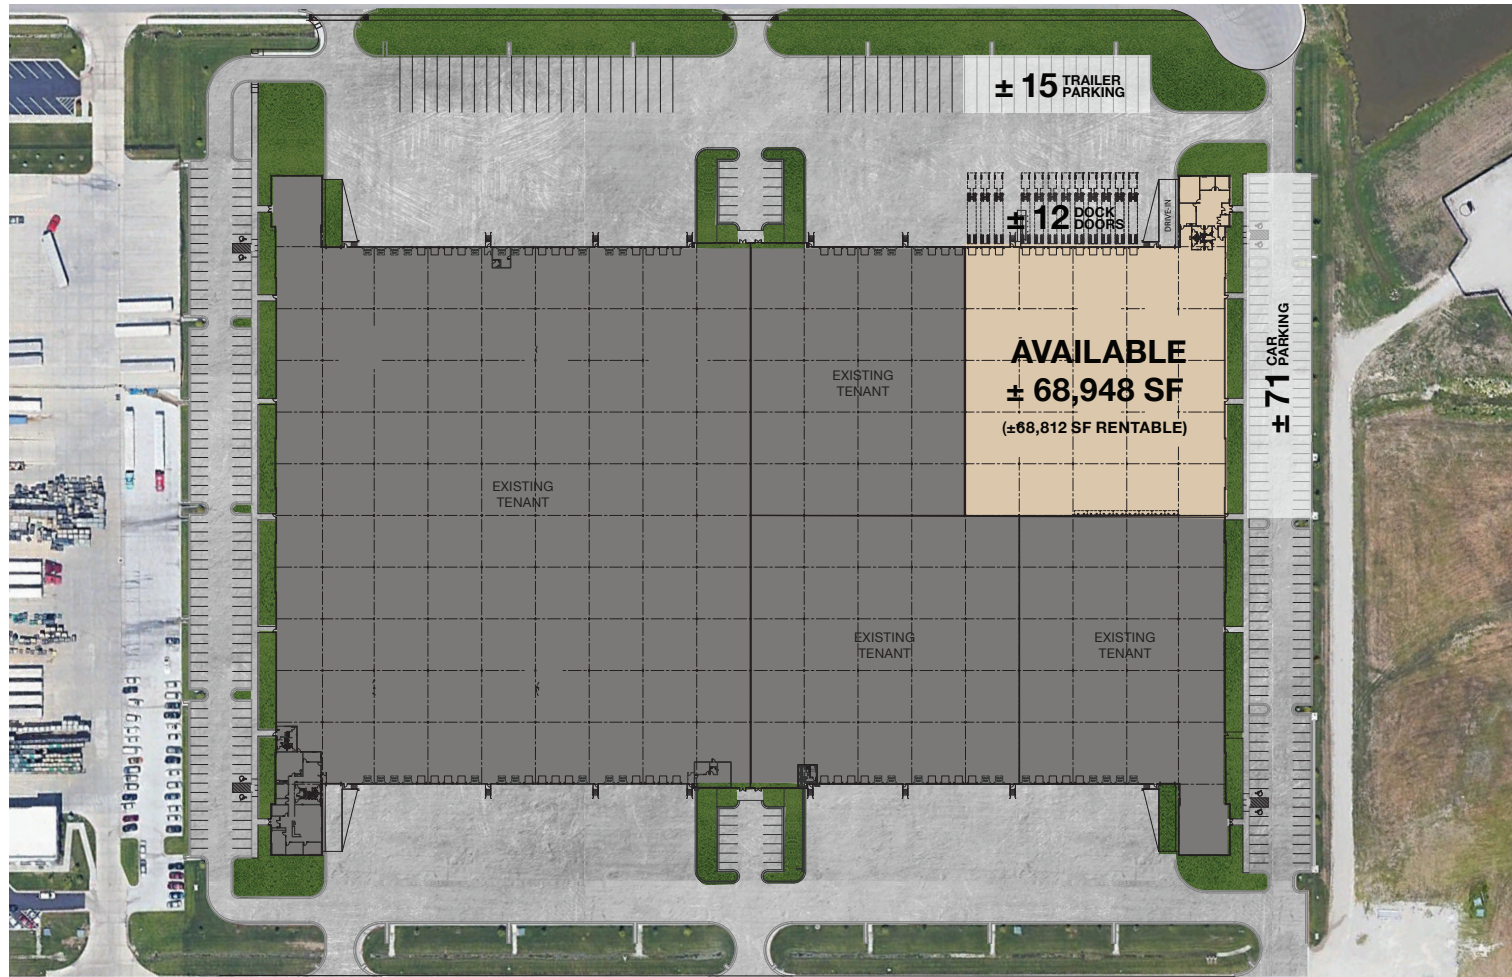 ± 15 TRAILER
PARKING
± 12 DOCK
DOORS
DRIVE-IN
AVAILABLE
± 68,948 SF
(±68,812 SF RENTABLE)
± 71 CAR
PARKING
EXISTING
TENANT
EXISTING
TENANT
EXISTING
TENANT
EXISTING
TENANT